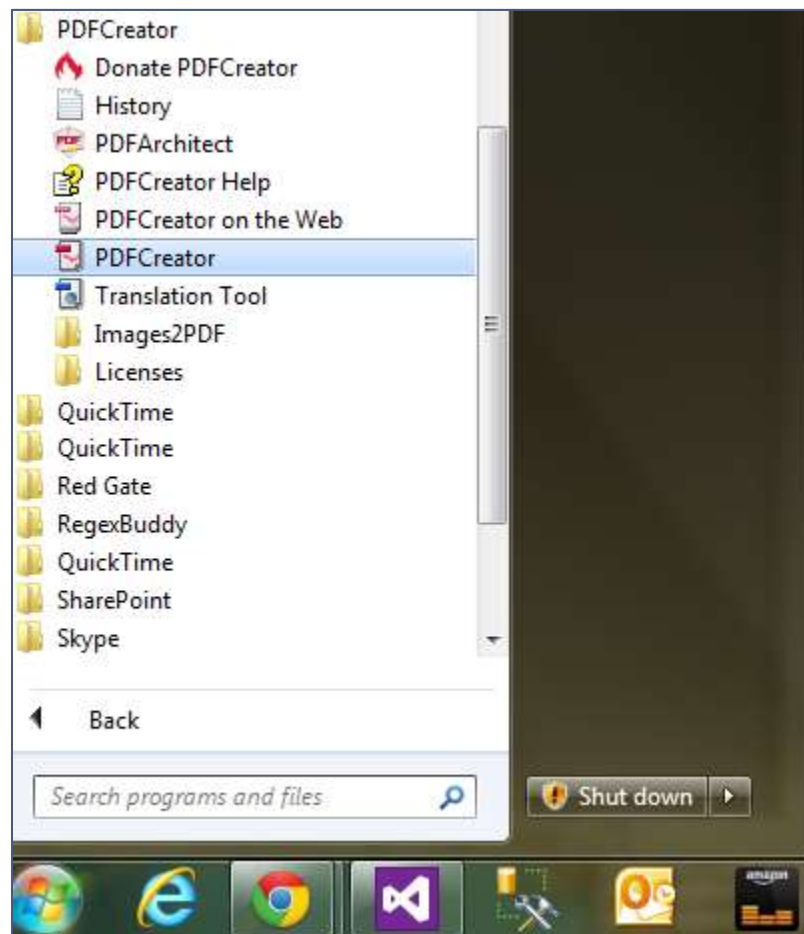 PDFCreator
Donate PDFCreator
History
PDFArchitect
PDFCreator Help
PDFCreator on the Web
PDFCreator
Translation Tool
Images2PDF
Licenses
QuickTime
QuickTime
Red Gate
RegexBuddy
QuickTime
SharePoint
Skype
Back
Search programs and files
Shut down
amazon